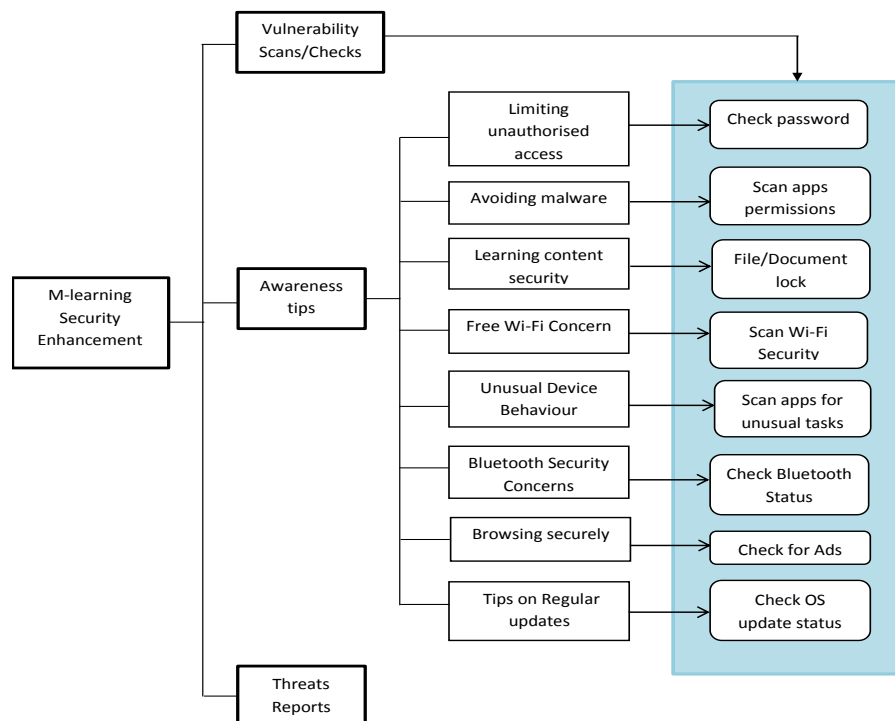 Vulnerability
Scans/Checks
Limiting
unauthorised
access
Check password
Avoiding malware
Scan apps
permissions
Learning content
security
File/Document
lock
M-learning
Security
Enhancement
Awareness
tips
Free Wi-Fi Concern
Scan Wi-Fi
Security
Unusual Device
Behaviour
Scan apps for
unusual tasks
Bluetooth Security
Concerns
Check Bluetooth
Status
Browsing securely
Check for Ads
Tips on Regular
updates
Check OS
update status
Threats
Reports